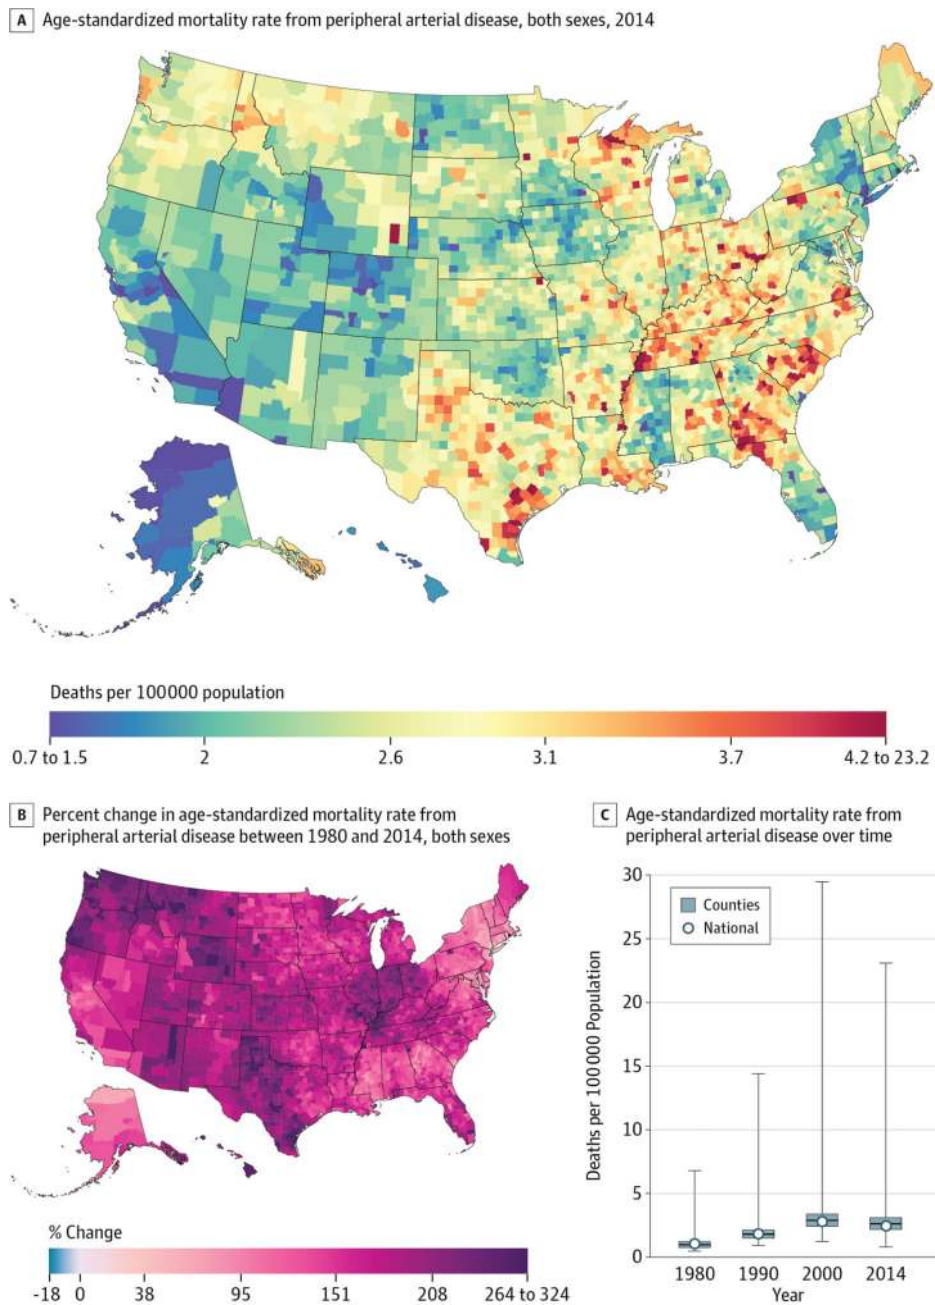 A Age-standardized mortality rate from peripheral arterial disease, both sexes, 2014
Deaths per 100 000 population
0.7 to 1.5 2 2.6 3.1 3.7 4.2 to 23.2
B Percent change in age-standardized mortality rate from
peripheral arterial disease between 1980 and 2014, both sexes
% Change
-18 0 38 95 151 208 264 to 324
C Age-standardized mortality rate from
peripheral arterial disease over time
30
25
20
15
10
5
0
Deaths per 100 000 Population
Counties
National
1980 1990 2000 2014
Year